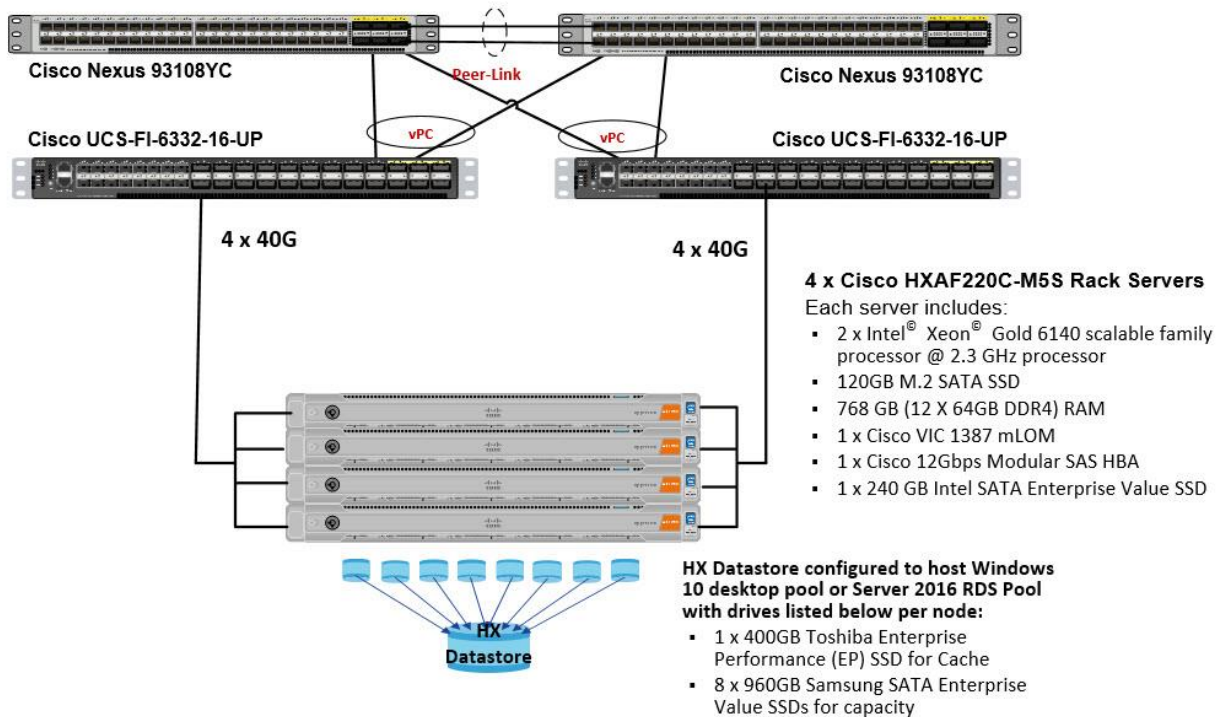 Cisco Nexus 93108YC
Cisco Nexus 93108YC
Peer-Link
Cisco UCS-FI-6332-16-UP
vPC
vPC
Cisco UCS-FI-6332-16-UP
4 x 40G
4 x 40G
4 x Cisco HXAF220C-M5S Rack Servers
Each server includes:
▪ 2 x Intel© Xeon© Gold 6140 scalable family
processor @ 2.3 GHz processor
▪ 120GB M.2 SATA SSD
▪ 768 GB (12 X 64GB DDR4) RAM
▪ 1 x Cisco VIC 1387 mLOM
▪ 1 x Cisco 12Gbps Modular SAS HBA
▪ 1 x 240 GB Intel SATA Enterprise Value SSD
HX Datastore configured to host Windows
10 desktop pool or Server 2016 RDS Pool
with drives listed below per node:
▪ 1 x 400GB Toshiba Enterprise
Performance (EP) SSD for Cache
▪ 8 x 960GB Samsung SATA Enterprise
Value SSDs for capacity
HX
Datastore